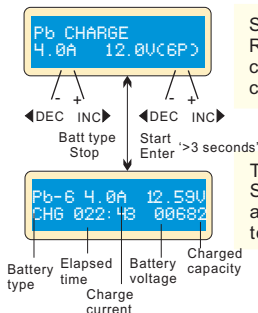 Pb CHARGE
4.0A 12.0V(6P)
S
R
c
c
- + - +
◀DEC INC▶ ◀DEC INC▶
Batt type Stop
Start Enter '>3 seconds'
T
S
a
to
Pb-6 4.0A 12.59V
CHG 022:43 00682
Battery type
Elapsed time
Charge current
Battery voltage
Charged capacity